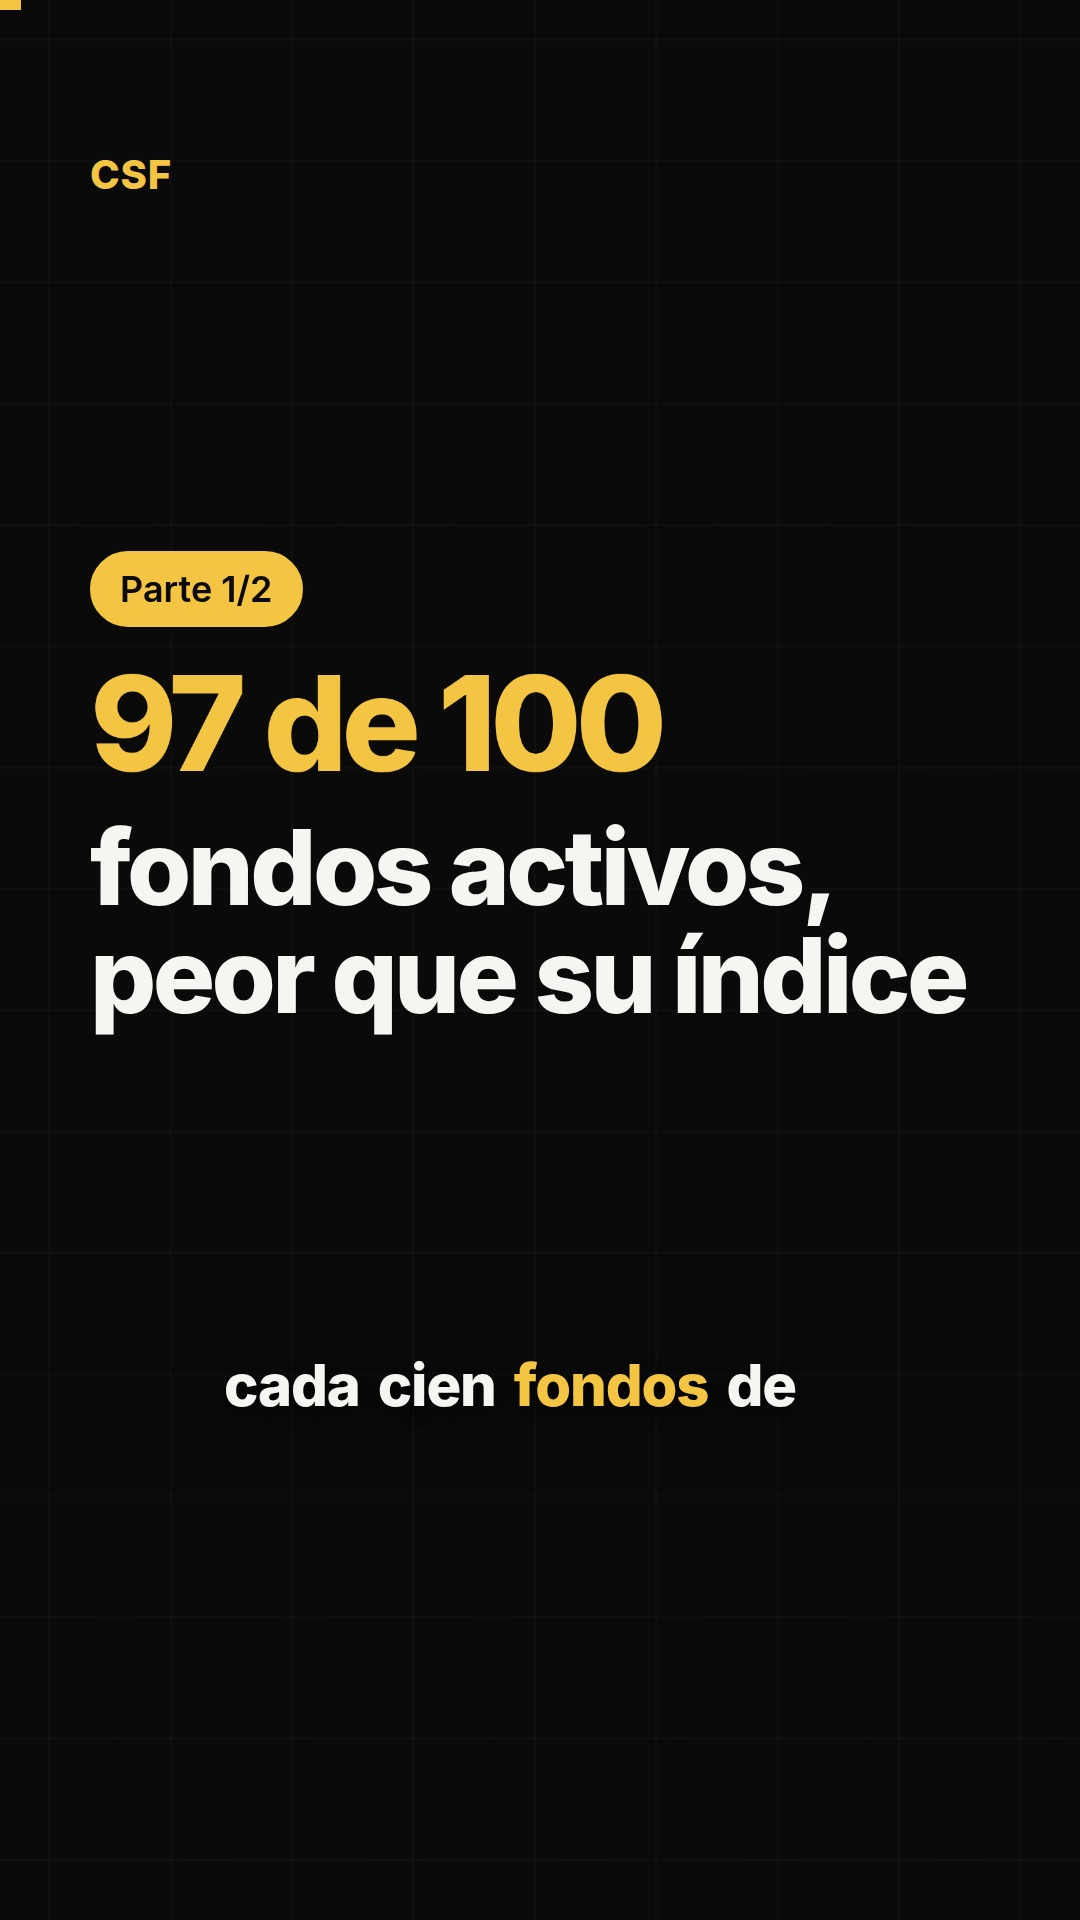 CSF
Parte 1/2
97 de 100
fondos activos,
peor que su índice
cada cien fondos de